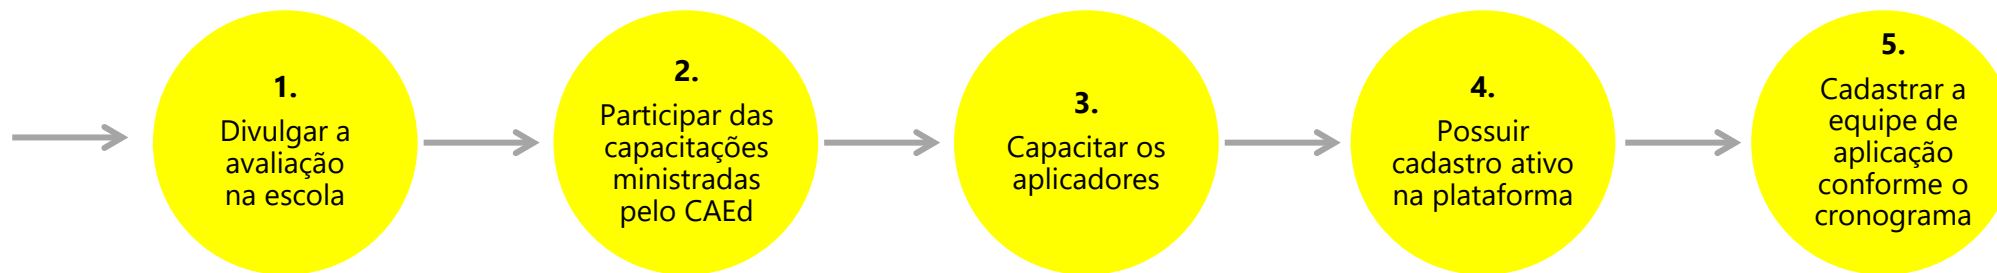 1.
Divulgar a
avaliação
na escola
2.
Participar das
capacitações
ministradas
pelo CAEd
3.
Capacitar os
aplicadores
4.
Possuir
cadastro ativo
na plataforma
5.
Cadastrar a
equipe de
aplicação
conforme o
cronograma